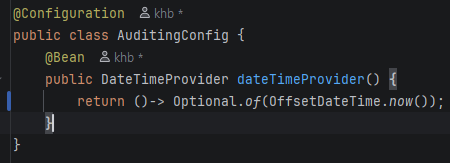 @Configuration khb *
public class AuditingConfig {
@Bean khb *
public DateTimeProvider dateTimeProvider() {
return ()-> Optional.of(OffsetDateTime.now());
}
}